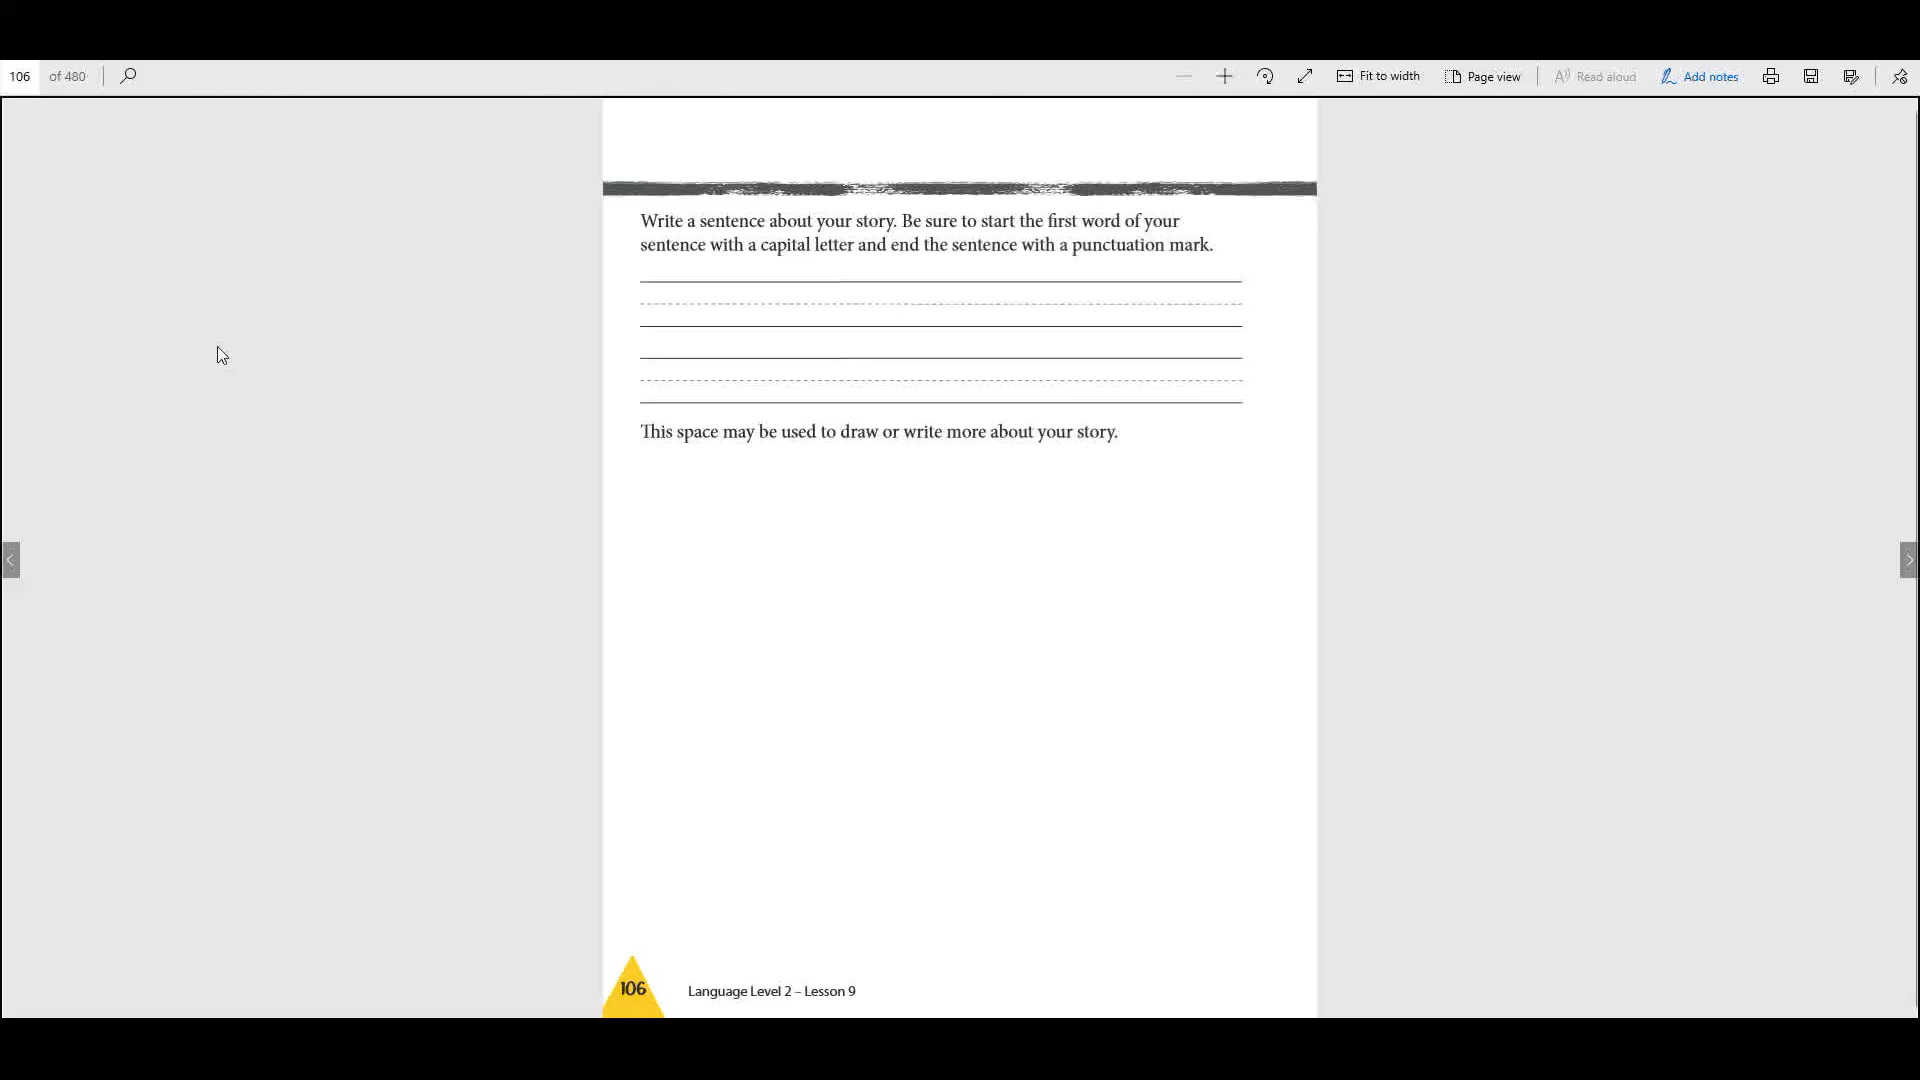 106 of 480 Fit to width Page view Read aloud Add notes
Write a sentence about your story. Be sure to start the first word of your
sentence with a capital letter and end the sentence with a punctuation mark.
This space may be used to draw or write more about your story.
106 Language Level 2 – Lesson 9